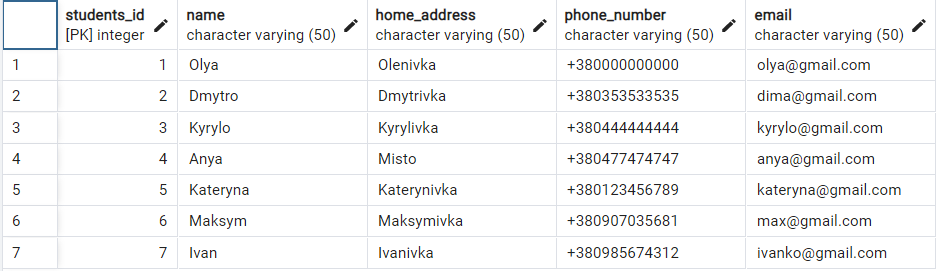 students_id name home_address phone_number email
[PK] integer character varying (50) character varying (50) character varying (50) character varying (50)
1 1 Olya Olenivka +380000000000 olya@gmail.com
2 2 Dmytro Dmytrivka +380353533535 dima@gmail.com
3 3 Kyrylo Kyrylivka +380444444444 kyrylo@gmail.com
4 4 Anya Misto +380477474747 anya@gmail.com
5 5 Kateryna Katerynivka +380123456789 kateryna@gmail.com
6 6 Maksym Maksymivka +380907035681 max@gmail.com
7 7 Ivan Ivanivka +380985674312 ivanko@gmail.com